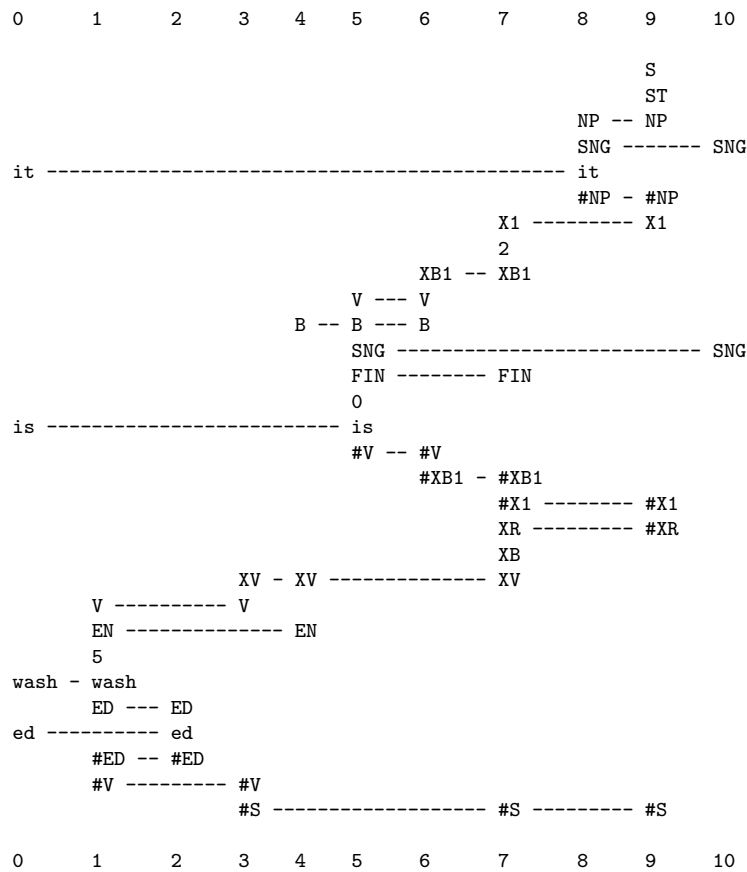 0 1 2 3 4 5 6 7 8 9 10
S
ST
NP -- NP
SNG ------- SNG
it ---------------------------------------------- it
#NP - #NP
X1 --------- X1
2
XB1 -- XB1
V --- V
B -- B --- B
SNG --------------------------- SNG
FIN -------- FIN
0
is -------------------------- is
#V -- #V
#XB1 - #XB1
#X1 -------- #X1
XR --------- #XR
XB
XV - XV -------------- XV
V ---------- V
EN -------------- EN
5
wash - wash
ED --- ED
ed ---------- ed
#ED -- #ED
#V --------- #V
#S ------------------- #S --------- #S
0 1 2 3 4 5 6 7 8 9 10